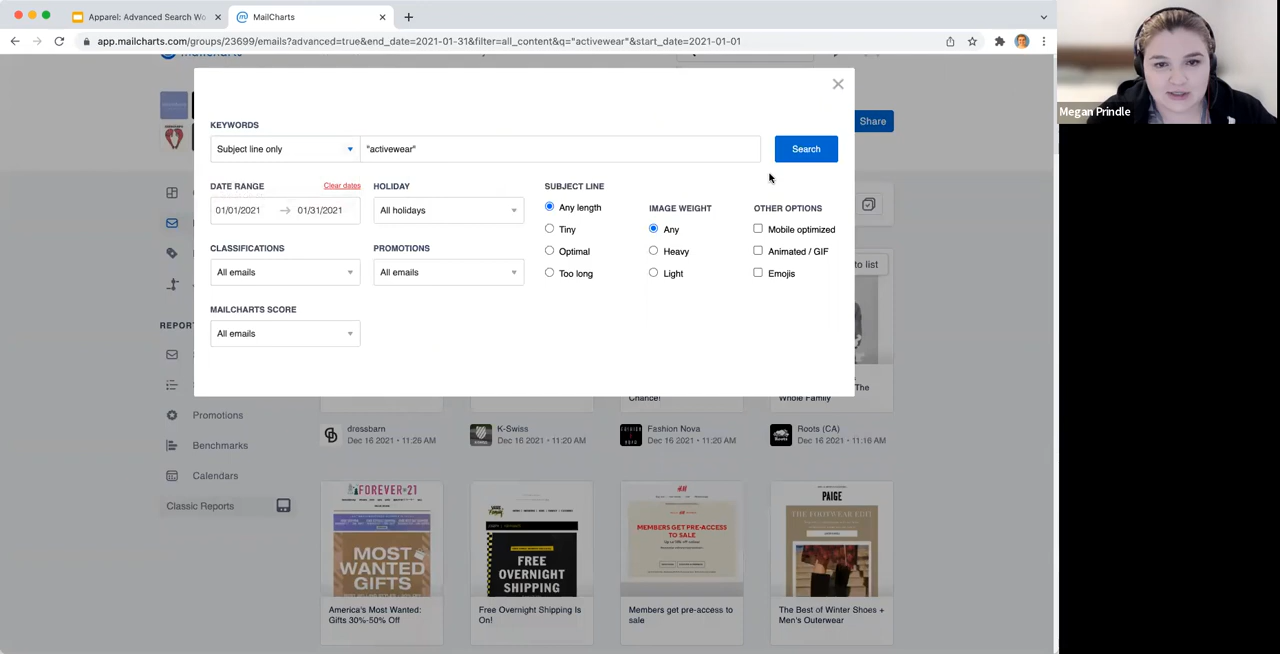 Apparel: Advanced Search Wo
MailCharts
app.mailcharts.com/groups/23699/emails?advanced=true&end_date=2021-01-31&filter=all_content&q="activewear"&start_date=2021-01-01
Megan Prindle
Share
KEYWORDS
Subject line only
"activewear"
Search
DATE RANGE
Clear dates
HOLIDAY
SUBJECT LINE
01/01/2021
01/31/2021
All holidays
Any length
IMAGE WEIGHT
OTHER OPTIONS
Tiny
Any
Mobile optimized
CLASSIFICATIONS
PROMOTIONS
Optimal
Heavy
Animated / GIF
to list
All emails
All emails
Too long
Light
Emojis
MAILCHARTS SCORE
REPOR
All emails
The
Chance!
Whole Family
Promotions
dressbarn
Dec 16 2021 • 11:26 AM
K-Swiss
Dec 16 2021 • 11:20 AM
Fashion Nova
Dec 16 2021 • 11:20 AM
Roots (CA)
Dec 16 2021 • 11:16 AM
Benchmarks
Calendars
Classic Reports
FOREVER 21
MOST
WANTED
GIFTS
America's Most Wanted:
Gifts 30%-50% Off
FREE
OVERNIGHT
SHIPPING
Free Overnight Shipping Is
On!
H&M
MEMBERS GET PRE-ACCESS
TO SALE
Members get pre-access to
sale
PAIGE
THE FOOTWEAR EDIT
The Best of Winter Shoes +
Men's Outerwear